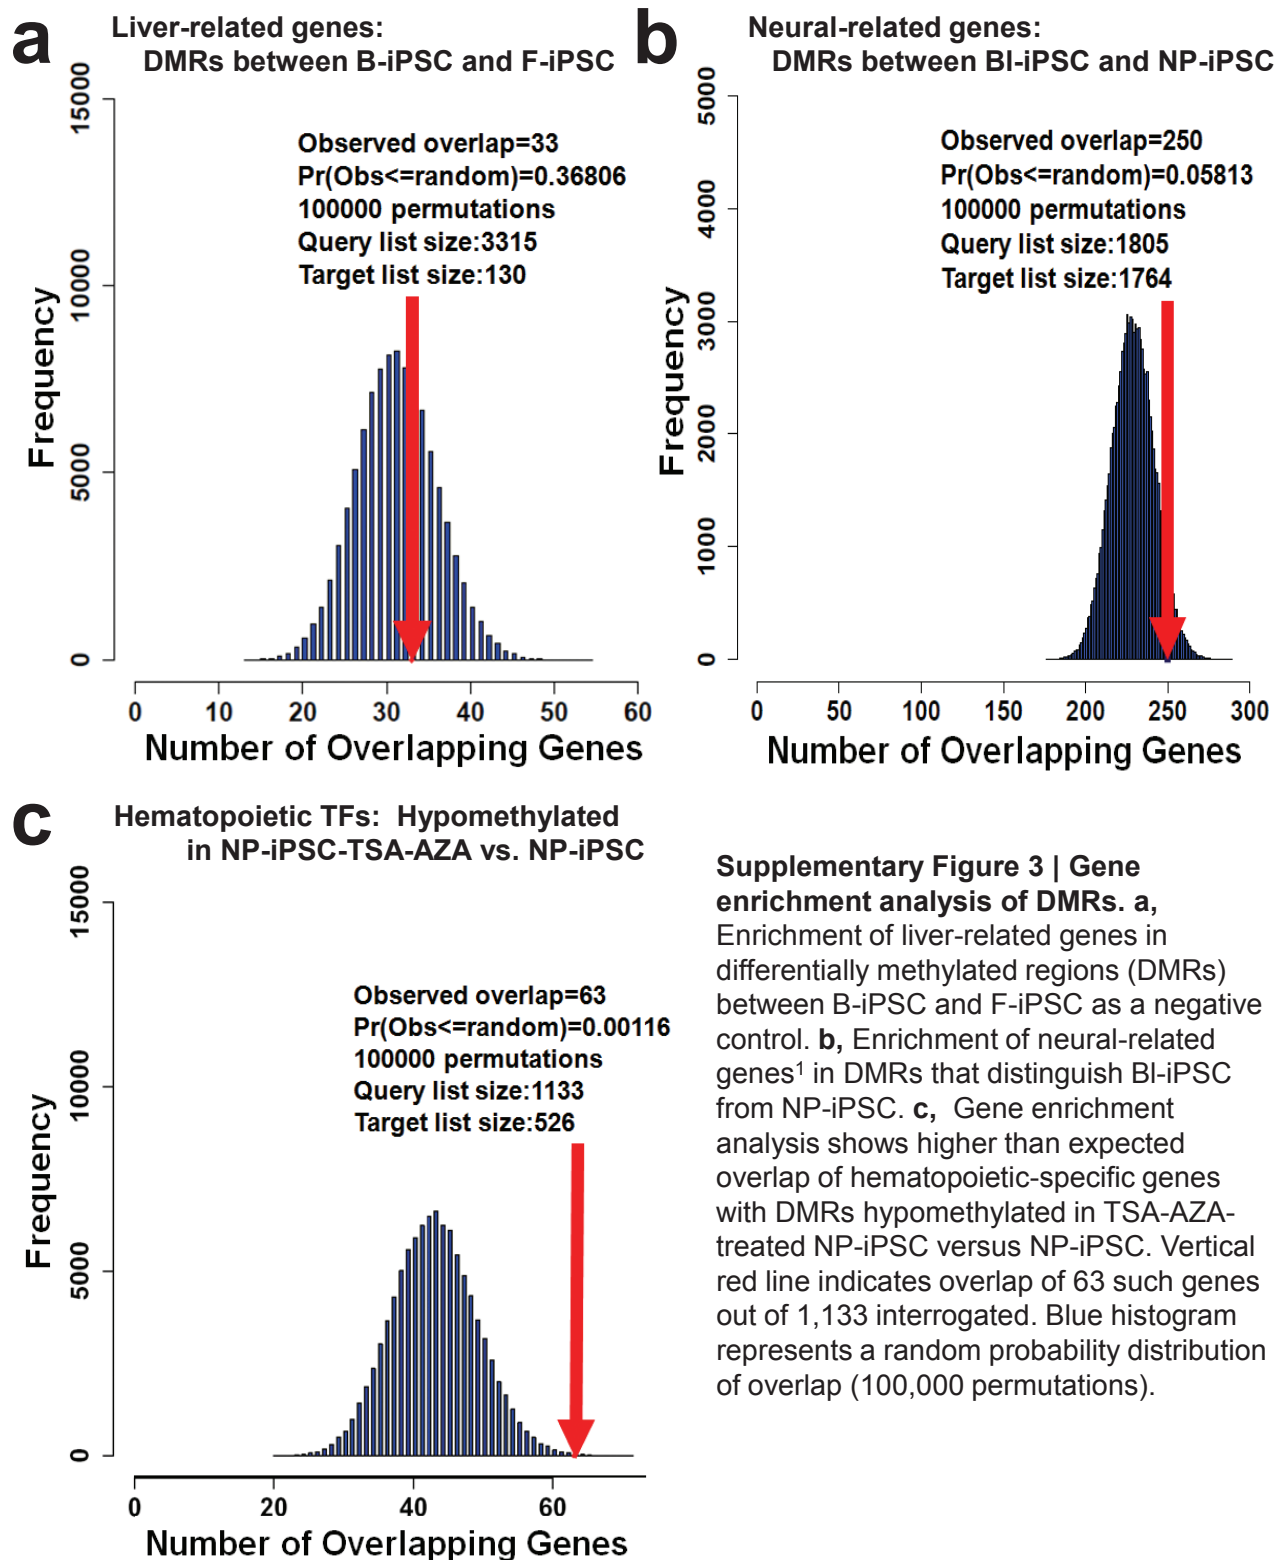 a
Liver-related genes:
DMRs between B-iPSC and F-iPSC
15000
10000
5000
0
Frequency
Observed overlap=33
Pr(Obs<=random)=0.36806
100000 permutations
Query list size:3315
Target list size:130
0 10 20 30 40 50 60
Number of Overlapping Genes
b
Neural-related genes:
DMRs between Bl-iPSC and NP-iPSC
5000
4000
3000
2000
1000
0
Frequency
Observed overlap=250
Pr(Obs<=random)=0.05813
100000 permutations
Query list size:1805
Target list size:1764
0 50 100 150 200 250 300
Number of Overlapping Genes
c
Hematopoietic TFs: Hypomethylated
in NP-iPSC-TSA-AZA vs. NP-iPSC
15000
10000
5000
0
Frequency
Observed overlap=63
Pr(Obs<=random)=0.00116
100000 permutations
Query list size:1133
Target list size:526
0 20 40 60
Number of Overlapping Genes
Supplementary Figure 3 | Gene
enrichment analysis of DMRs. a,
Enrichment of liver-related genes in
differentially methylated regions (DMRs)
between B-iPSC and F-iPSC as a negative
control. b, Enrichment of neural-related
genes¹ in DMRs that distinguish Bl-iPSC
from NP-iPSC. c, Gene enrichment
analysis shows higher than expected
overlap of hematopoietic-specific genes
with DMRs hypomethylated in TSA-AZA-
treated NP-iPSC versus NP-iPSC. Vertical
red line indicates overlap of 63 such genes
out of 1,133 interrogated. Blue histogram
represents a random probability distribution
of overlap (100,000 permutations).